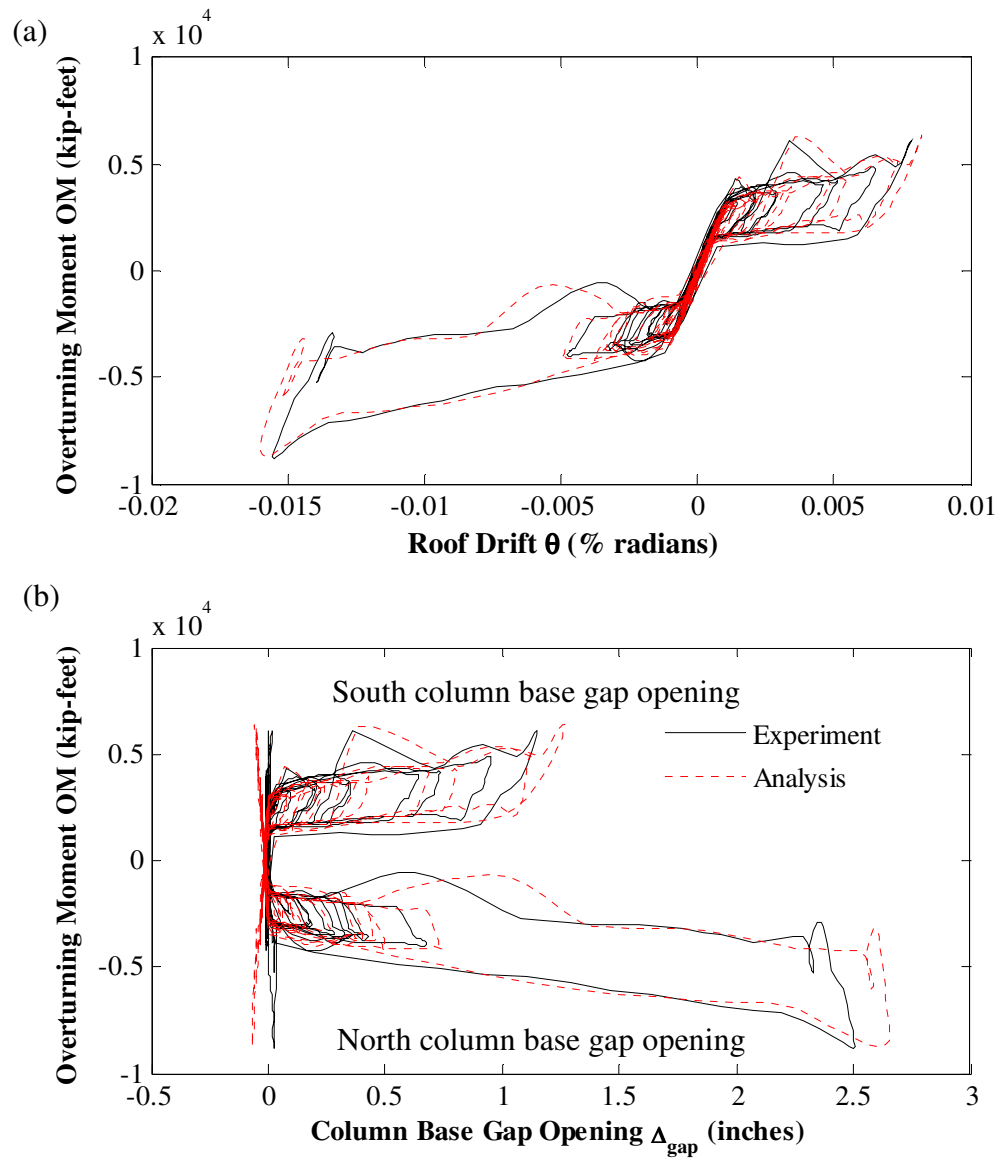 (a)
x 10^4
1
0.5
0
-0.5
-1
Overturning Moment OM (kip-feet)
-0.02 -0.015 -0.01 -0.005 0 0.005 0.01
Roof Drift θ (% radians)
(b)
x 10^4
1
0.5
0
-0.5
-1
Overturning Moment OM (kip-feet)
South column base gap opening
Experiment
Analysis
North column base gap opening
-0.5 0 0.5 1 1.5 2 2.5 3
Column Base Gap Opening Δgap (inches)